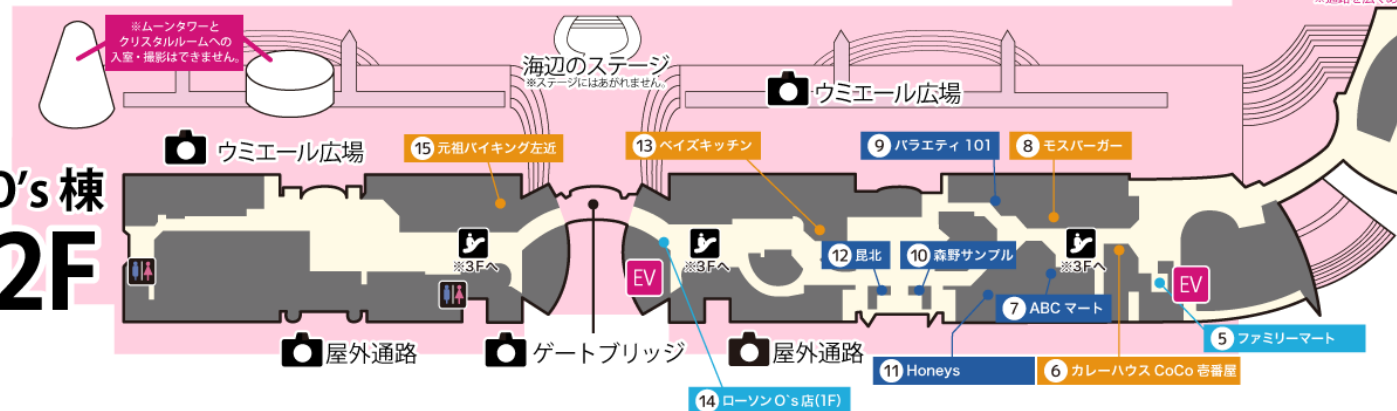 ※ムーンタワーと
クリスタルルームへの
入室・撮影はできません。
海辺のステージ
※ステージにはあがれません。
ウミエール広場
ウミエール広場
15 元祖バイキング左近
13 ベイズキッチン
9 バラエティ 101
8 モスバーガー
O's 棟
2F
※3Fへ
EV
※3Fへ
12 昆北
10 森野サンプル
※3Fへ
EV
7 ABC マート
5 ファミリーマート
屋外通路
ゲートブリッジ
屋外通路
11 Honeys
6 カレーハウス CoCo 壱番屋
14 ローソン O`s 店(1F)